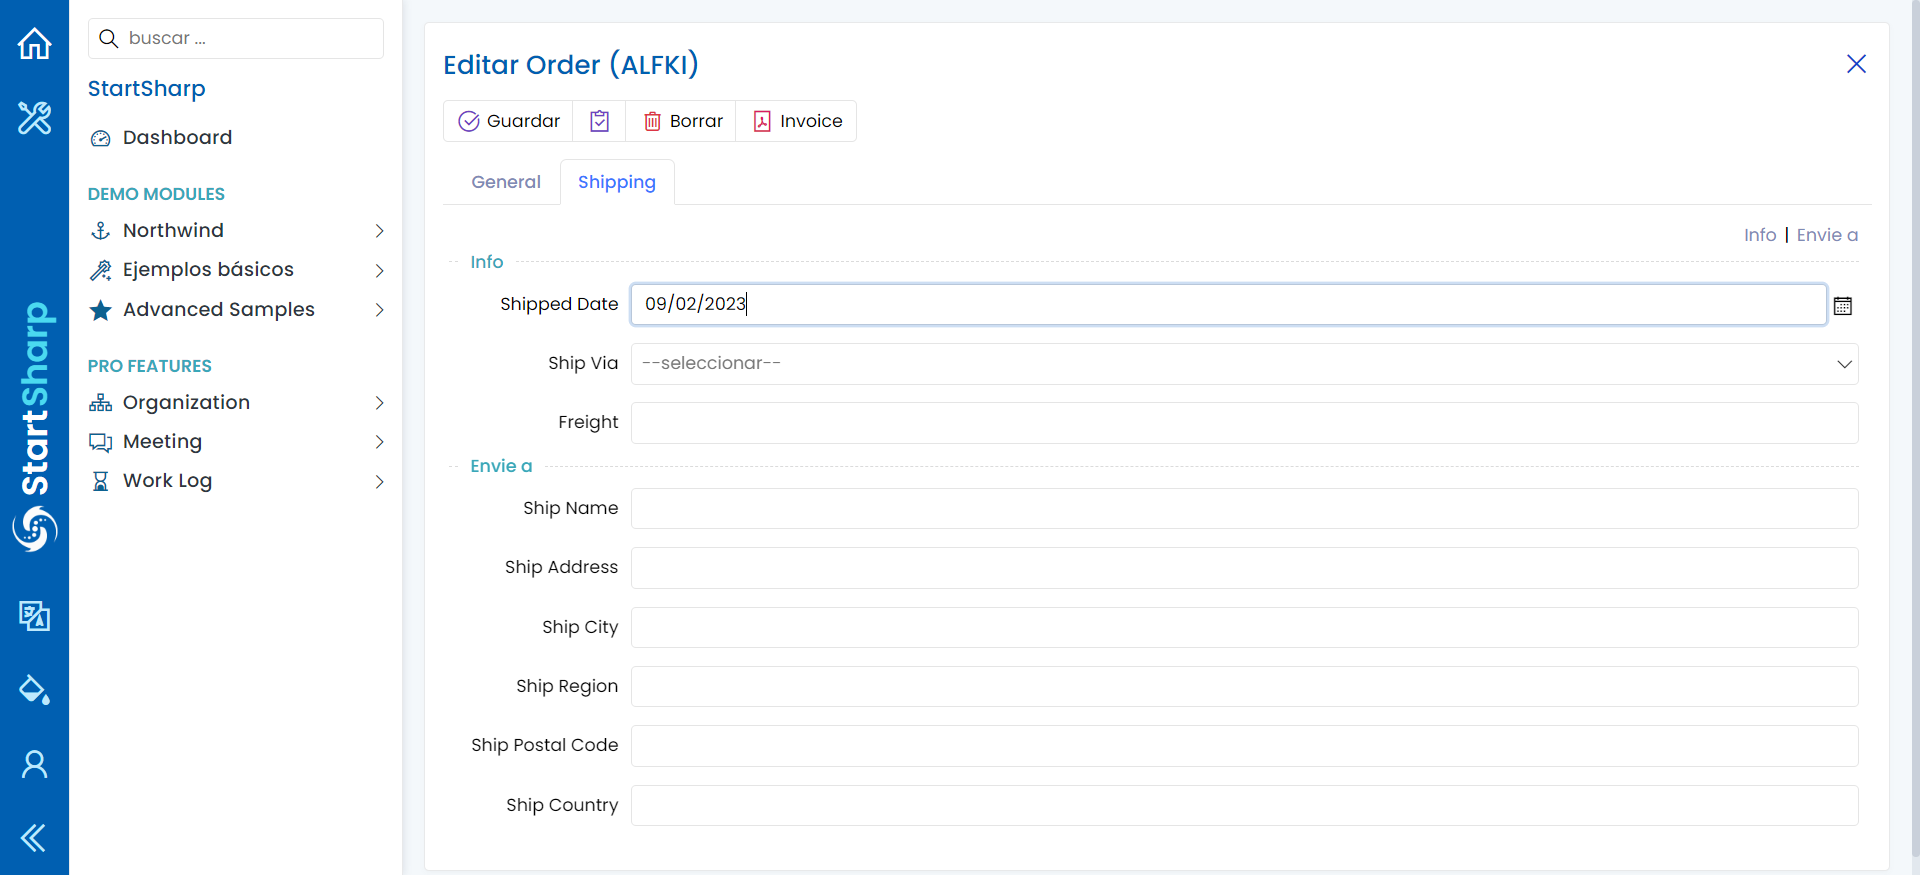 buscar ...
StartSharp
Dashboard
DEMO MODULES
Northwind
Ejemplos básicos
Advanced Samples
PRO FEATURES
Organization
Meeting
Work Log
StartSharp
Editar Order (ALFKI)
Guardar
Borrar
Invoice
General
Shipping
Info | Envie a
Info
Shipped Date
09/02/2023
Ship Via
--seleccionar--
Freight
Envie a
Ship Name
Ship Address
Ship City
Ship Region
Ship Postal Code
Ship Country